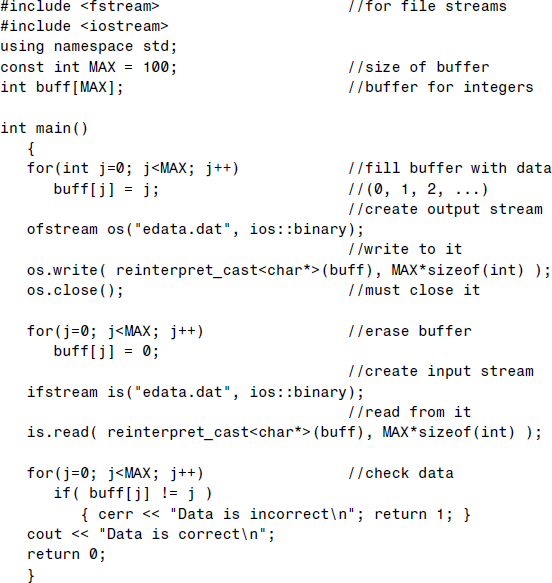 #include <fstream>                      //for file streams
#include <iostream>
using namespace std;
const int MAX = 100;                    //size of buffer
int buff[MAX];                          //buffer for integers

int main()
   {
   for(int j=0; j<MAX; j++)             //fill buffer with data
      buff[j] = j;                      //(0, 1, 2, ...)
                                        //create output stream
   ofstream os("edata.dat", ios::binary);
                                        //write to it
   os.write( reinterpret_cast<char*>(buff), MAX*sizeof(int) );
   os.close();                          //must close it

   for(j=0; j<MAX; j++)                 //erase buffer
      buff[j] = 0;
                                        //create input stream
   ifstream is("edata.dat", ios::binary);
                                        //read from it
   is.read( reinterpret_cast<char*>(buff), MAX*sizeof(int) );

   for(j=0; j<MAX; j++)                 //check data
      if( buff[j] != j )
         { cerr << "Data is incorrect\n"; return 1; }
   cout << "Data is correct\n";
   return 0;
   }